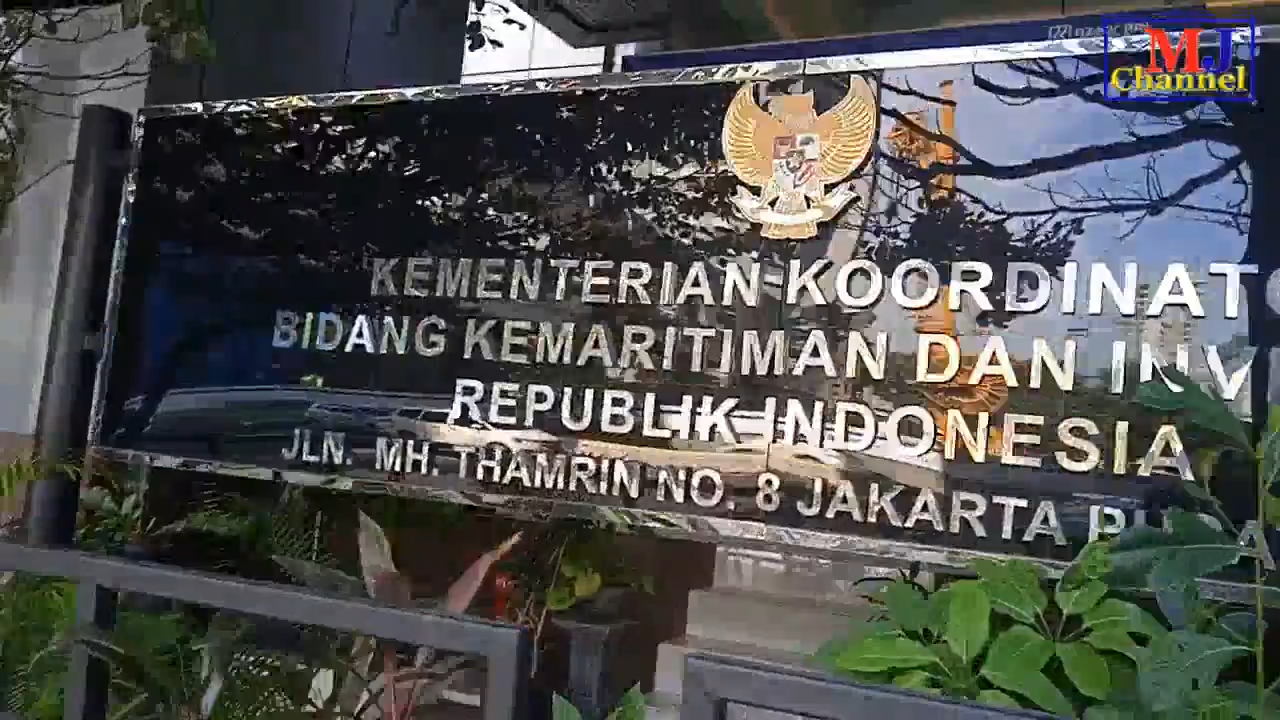 MJ
Channel
KEMENTERIAN KOORDINAT
BIDANG KEMARITIMAN DAN INV
REPUBLIK INDONESIA
JLN. MH. THAMRIN NO. 8 JAKARTA